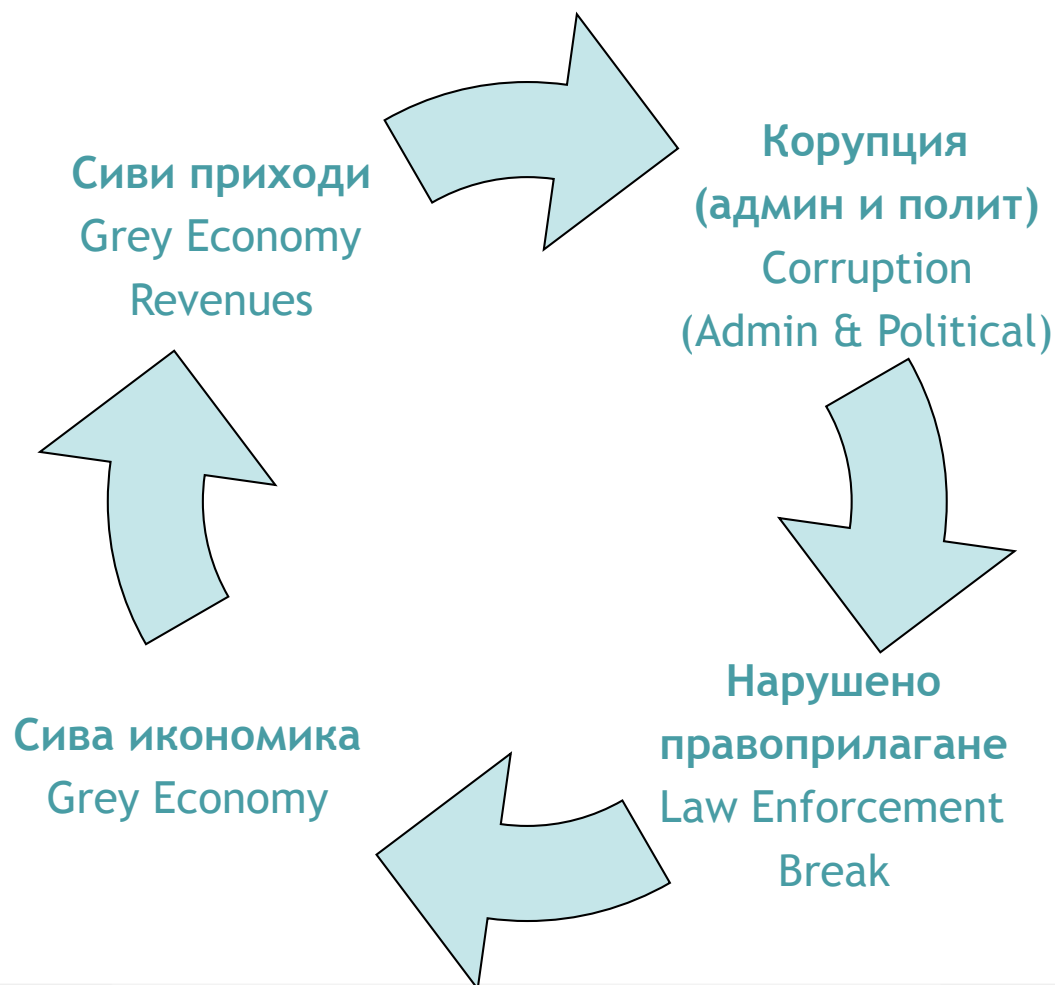 Сиви приходи
Grey Economy
Revenues
Корупция
(админ и полит)
Corruption
(Admin & Political)
Нарушено
правоприлагане
Law Enforcement
Break
Сива икономика
Grey Economy